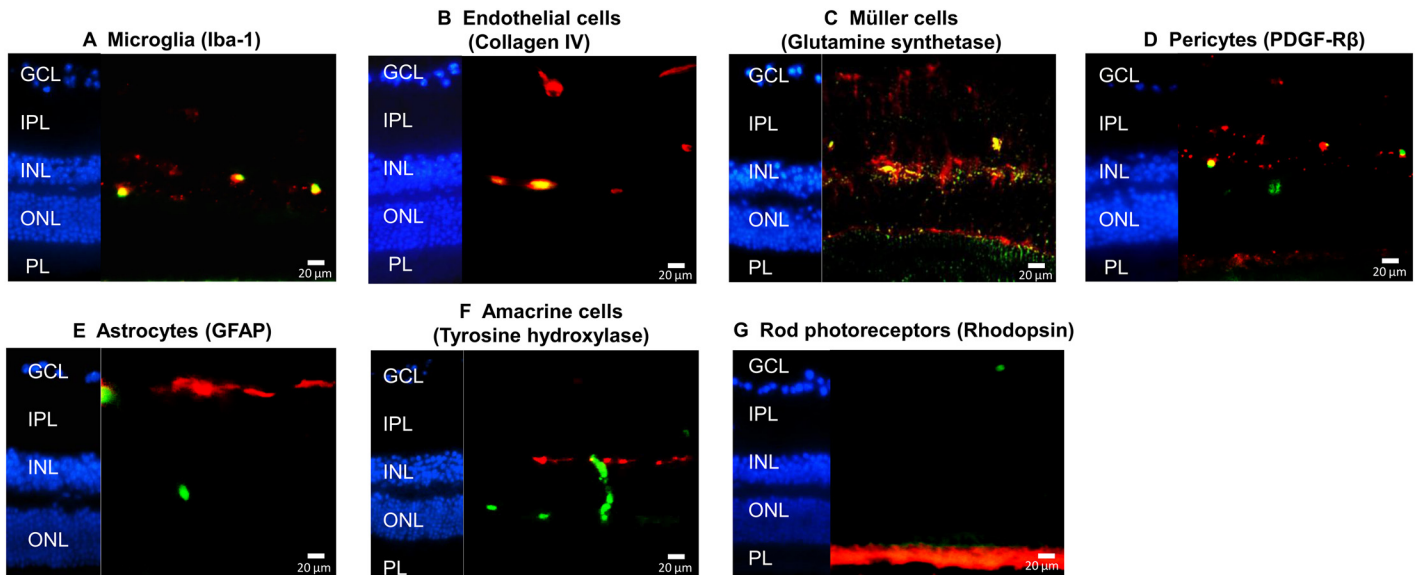 A Microglia (Iba-1)
GCL
IPL
INL
ONL
PL
20 µm
B Endothelial cells
(Collagen IV)
GCL
IPL
INL
ONL
PL
20 µm
C Müller cells
(Glutamine synthetase)
GCL
IPL
INL
ONL
PL
20 µm
D Pericytes (PDGF-Rβ)
GCL
IPL
INL
ONL
PL
20 µm
E Astrocytes (GFAP)
GCL
IPL
INL
ONL
20 µm
F Amacrine cells
(Tyrosine hydroxylase)
GCL
IPL
INL
ONL
PL
20 µm
G Rod photoreceptors (Rhodopsin)
GCL
IPL
INL
ONL
PL
20 µm